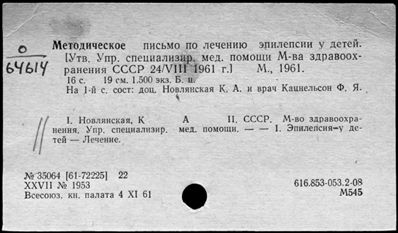 О
64614
Методическое письмо по лечению эпилепсии у детей.
[Утв. Упр. специализир. мед. помощи М-ва здравоох-
ранения СССР 24/VIII 1961 г.] М., 1961.
16 с. 19 см. 1.500 экз. Б. ц.
На 1-й с. сост: доц. Новлянская К. А. и врач Кацнельсон Ф. Я.
I. Новлянская, К А II. СССР. М-во здравоохра-
нения. Упр. специализир. мед. помощи. — — 1. Эпилепсия—у де-
тей — Лечение.
№ 35064 [61-72225] 22
XXVII № 1953
Всесоюз. кн. палата 4 XI 61
616.853-053.2-08
М545